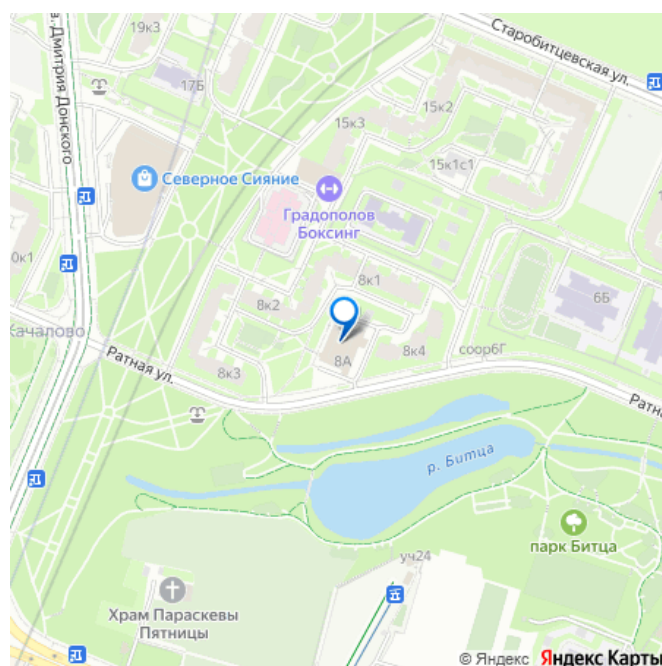 19к3
Старобитцевская ул.
в. Дмитрия Донского
17Б
15к2
15к3
15к1с1
Северное Сияние
Градополов
Боксинг
0к1
8к1
8к2
6Б
Качалово
Ратная ул.
8А
8к4
соор6Г
8к3
Ратна
р. Битца
парк Битца
уч24
Храм Параскевы
Пятницы
© Яндекс Яндекс Карты